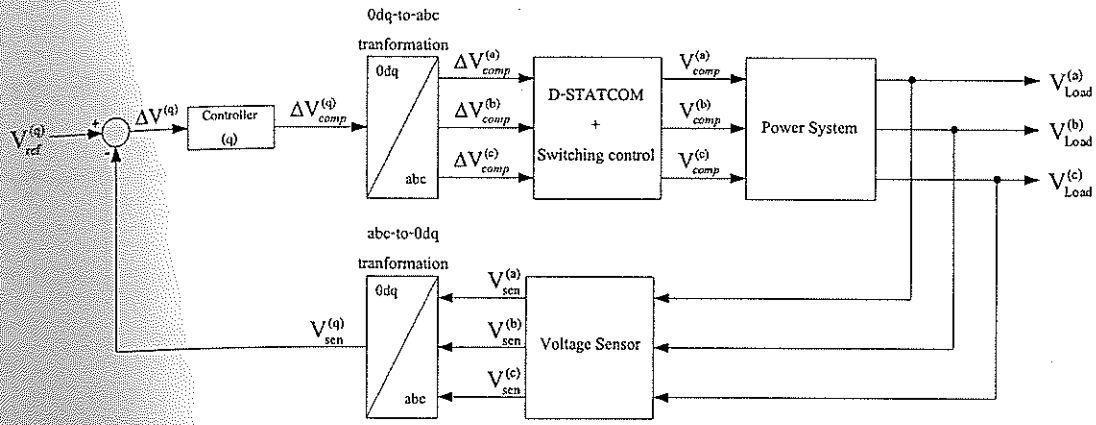 0dq-to-abc
tranformation
0dq
abc
V_ref^(q)
+
-
ΔV^(q)
Controller
(q)
ΔV_comp^(q)
ΔV_comp^(a)
ΔV_comp^(b)
ΔV_comp^(c)
D-STATCOM
+
Switching control
V_comp^(a)
V_comp^(b)
V_comp^(c)
Power System
V_Load^(a)
V_Load^(b)
V_Load^(c)
abc-to-0dq
tranformation
0dq
abc
V_sen^(q)
V_sen^(a)
V_sen^(b)
V_sen^(c)
Voltage Sensor